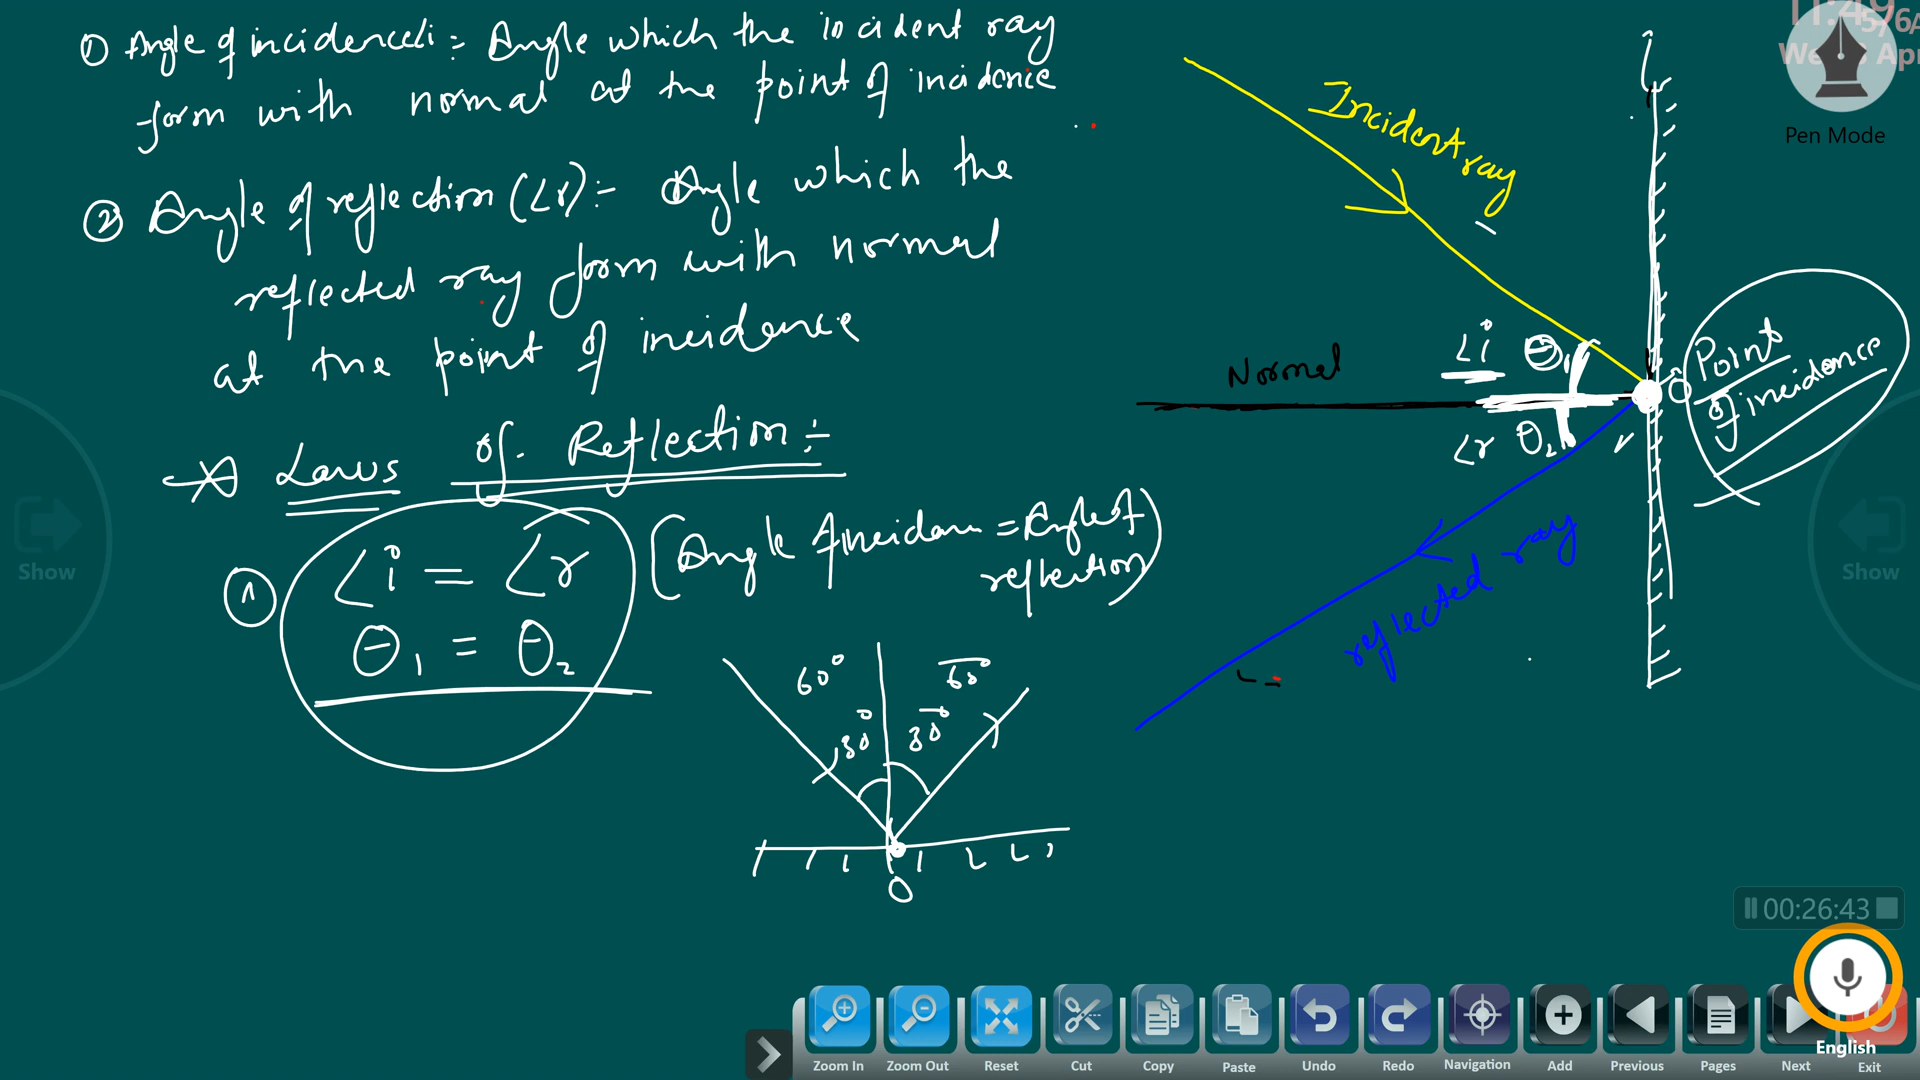 ① Angle of incidence ∠i := Angle which the incident ray
form with normal at the point of incidence
② Angle of reflection (∠r) :- Angle which the
reflected ray form with normal
at the point of incidence
Laws of Reflection :-
① ∠i = ∠r (Angle of incidence = Angle of
reflection)
θ₁ = θ₂
60° 60°
30° 30°
O
Incident ray
Normal
∠i θ₁
∠r θ₂
O
Point
of incidence
reflected ray
Pen Mode
Show
Show
00:26:43
English
Zoom In Zoom Out Reset Cut Copy Paste Undo Redo Navigation Add Previous Pages Next Exit